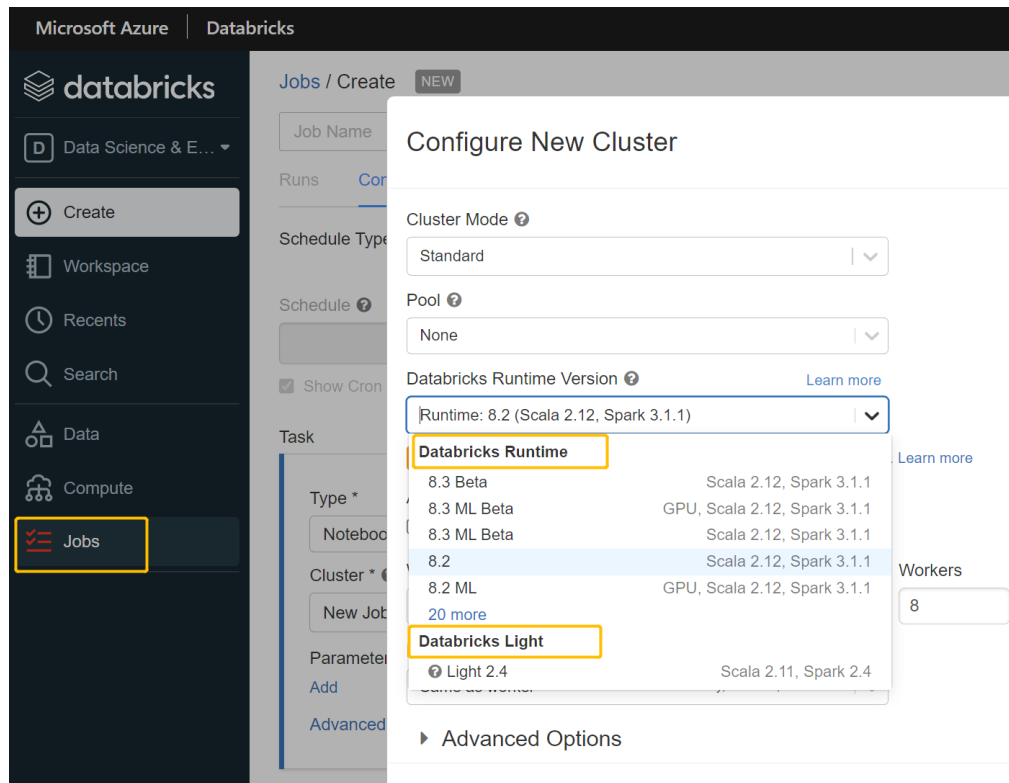 Microsoft Azure Databricks
databricks
D Data Science & E...
Create
Workspace
Recents
Search
Data
Compute
Jobs
Jobs / Create NEW
Job Name
Runs
Schedule Type
Schedule
Show Cron
Task
Type *
Cluster *
New Job
Add
Advanced
Configure New Cluster
Cluster Mode
Standard
Pool
None
Databricks Runtime Version Learn more
Runtime: 8.2 (Scala 2.12, Spark 3.1.1)
Databricks Runtime
. Learn more
8.3 Beta Scala 2.12, Spark 3.1.1
8.3 ML Beta GPU, Scala 2.12, Spark 3.1.1
8.3 ML Beta Scala 2.12, Spark 3.1.1
8.2 Scala 2.12, Spark 3.1.1
8.2 ML GPU, Scala 2.12, Spark 3.1.1
20 more
Databricks Light
Light 2.4 Scala 2.11, Spark 2.4
Workers
8
Same as worker
Advanced Options